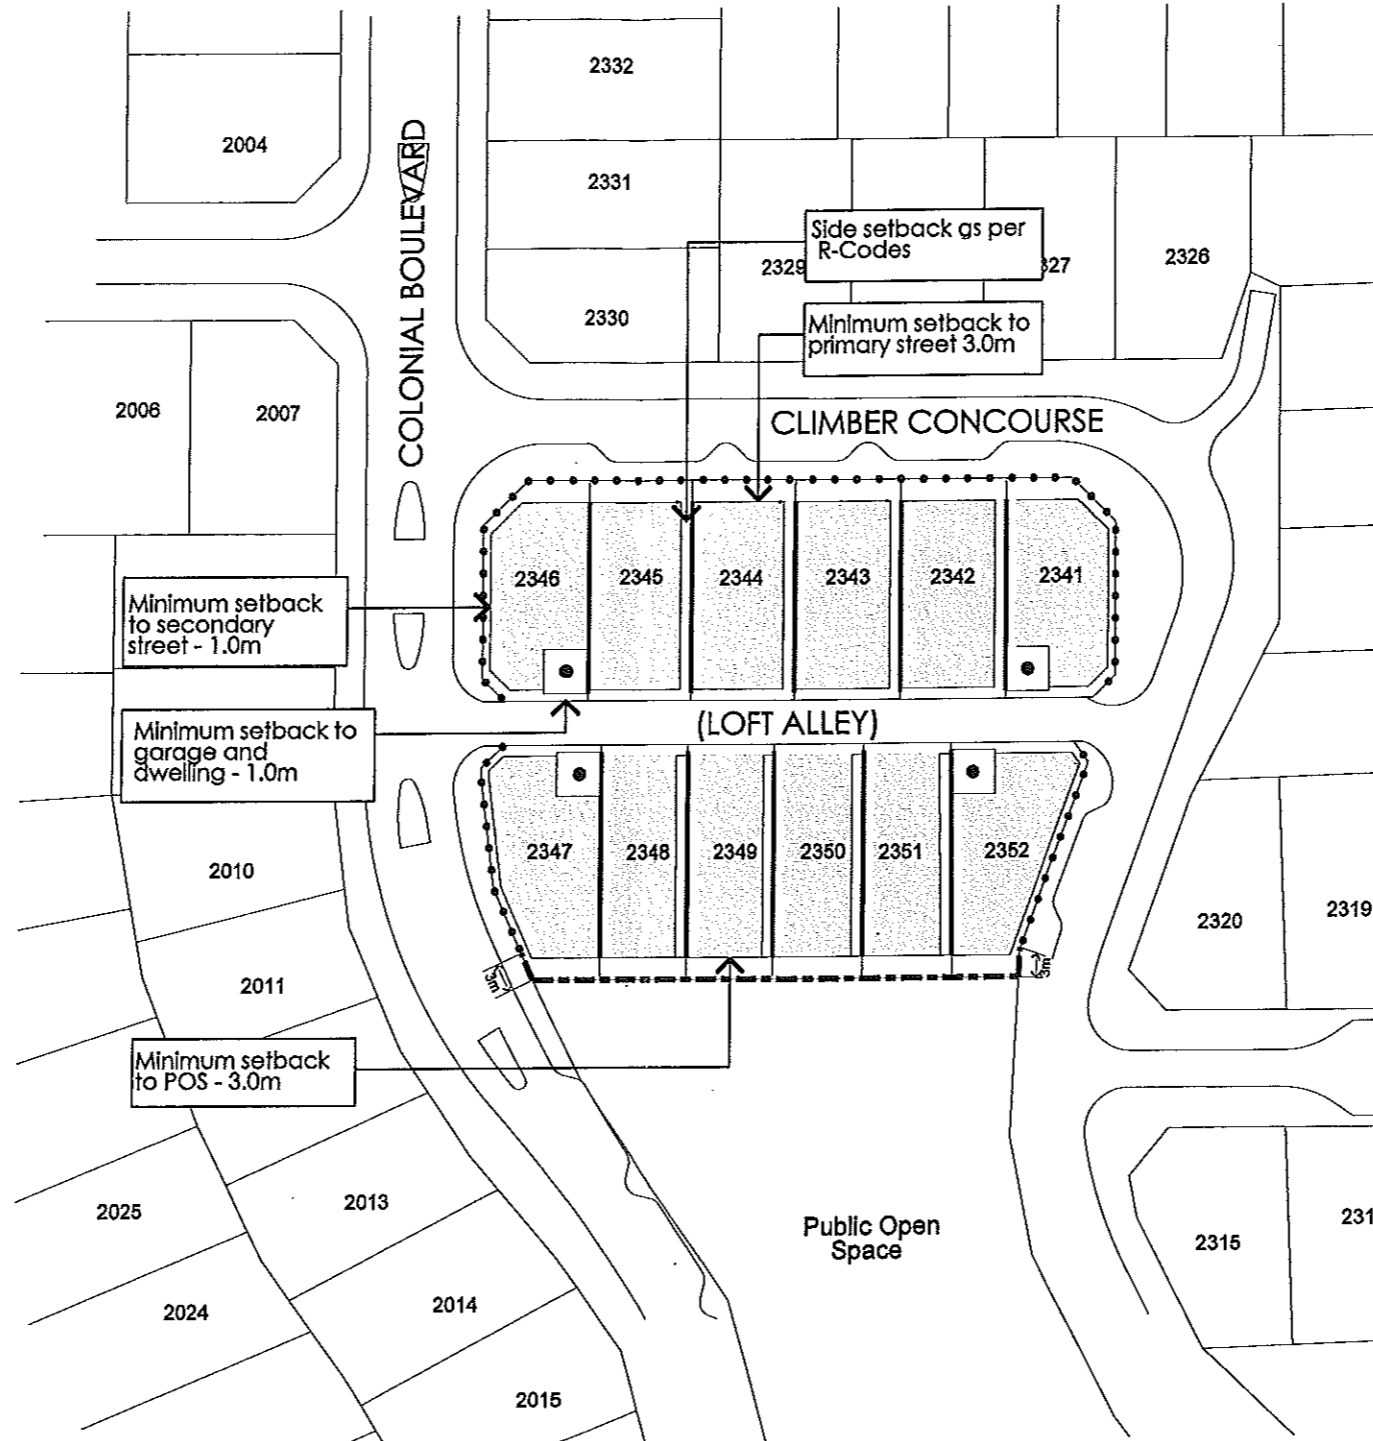 2332
2004
COLONIAL BOULEVARD
2331
Side setback gs per
R-Codes
2329
327
2326
2330
Minimum setback to
primary street 3.0m
2006
2007
CLIMBER CONCOURSE
2346
2345
2344
2343
2342
2341
Minimum setback
to secondary
street - 1.0m
(LOFT ALLEY)
Minimum setback to
garage and
dwelling - 1.0m
2347
2348
2349
2350
2351
2352
2010
2320
2319
3m
3m
2011
Minimum setback
to POS - 3.0m
2025
2013
Public Open
Space
2315
231
2024
2014
2015